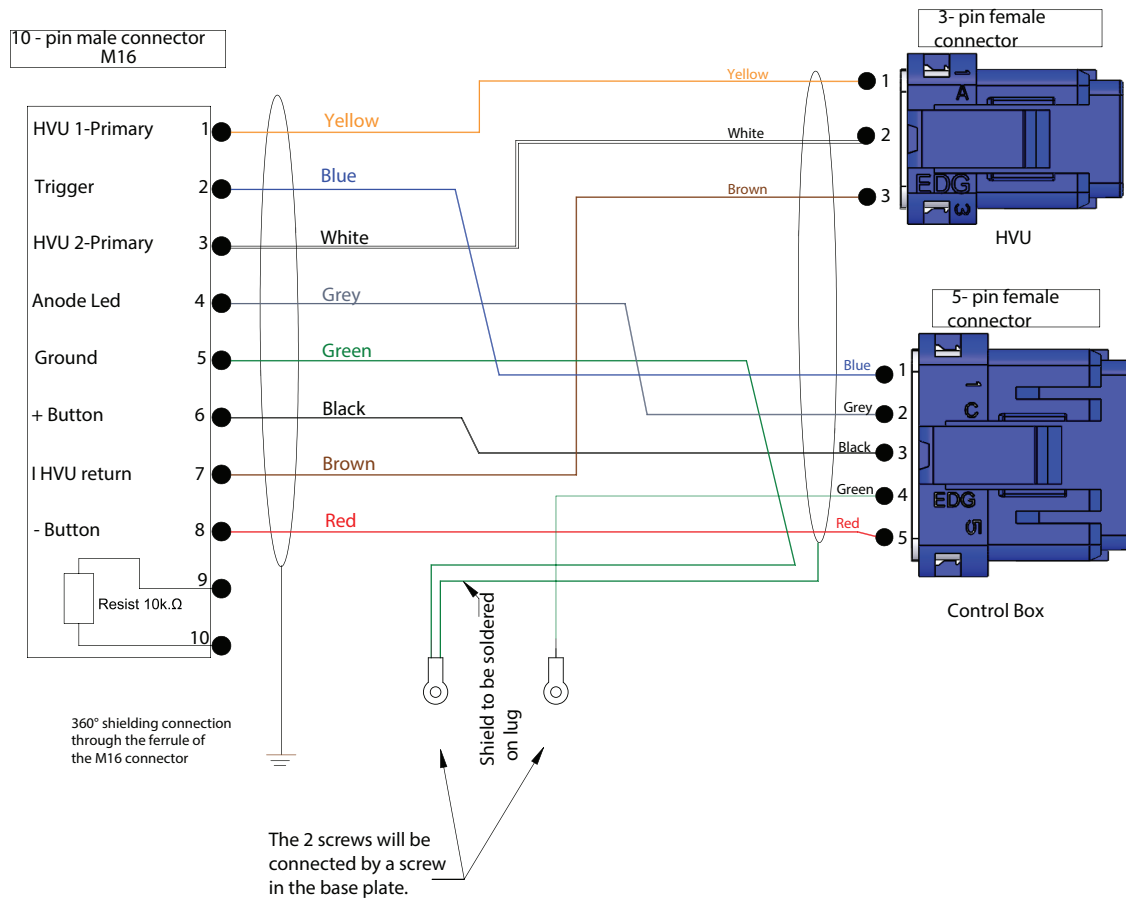 10 - pin male connector
M16
3- pin female
connector
HVU 1-Primary 1
Trigger 2
HVU 2-Primary 3
Anode Led 4
Ground 5
+ Button 6
I HVU return 7
- Button 8
9
Resist 10k.Ω
10
Yellow
Blue
White
Grey
Green
Black
Brown
Red
Yellow
White
Brown
1
2
3
1
A
EDG
3
HVU
5- pin female
connector
Blue
Grey
Black
Green
Red
1
2
3
4
5
1
C
EDG
5
Control Box
360° shielding connection
through the ferrule of
the M16 connector
Shield to be soldered
on lug
The 2 screws will be
connected by a screw
in the base plate.